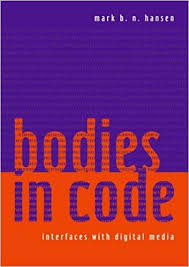 mark b. n. hansen
bodies
in code
interfaces with digital media